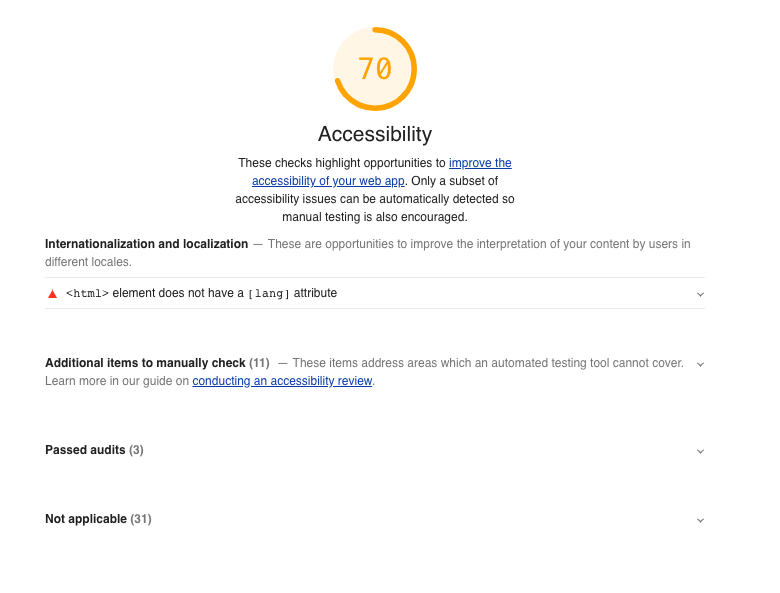 70
Accessibility
These checks highlight opportunities to improve the
accessibility of your web app. Only a subset of
accessibility issues can be automatically detected so
manual testing is also encouraged.
Internationalization and localization — These are opportunities to improve the interpretation of your content by users in
different locales.
<html> element does not have a [lang] attribute
Additional items to manually check (11) — These items address areas which an automated testing tool cannot cover.
Learn more in our guide on conducting an accessibility review.
Passed audits (3)
Not applicable (31)